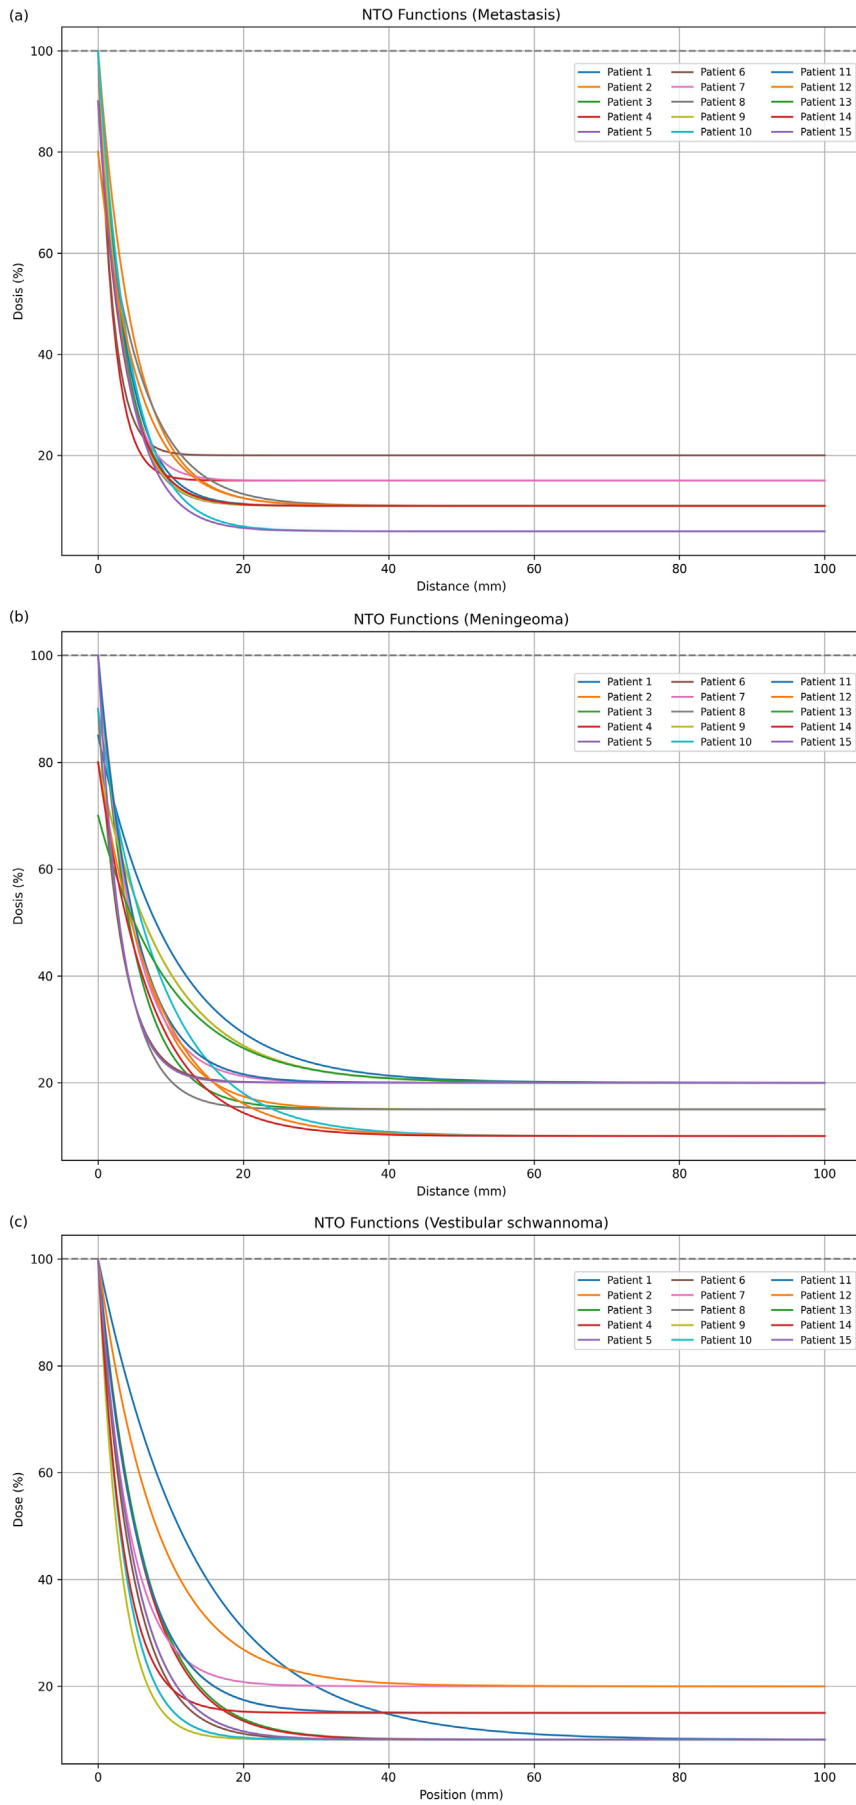 (a)
NTO Functions (Metastasis)
100
80
60
40
20
Dosis (%)
Patient 1 Patient 6 Patient 11
Patient 2 Patient 7 Patient 12
Patient 3 Patient 8 Patient 13
Patient 4 Patient 9 Patient 14
Patient 5 Patient 10 Patient 15
0 20 40 60 80 100
Distance (mm)
(b)
NTO Functions (Meningeoma)
100
80
60
40
20
Dosis (%)
Patient 1 Patient 6 Patient 11
Patient 2 Patient 7 Patient 12
Patient 3 Patient 8 Patient 13
Patient 4 Patient 9 Patient 14
Patient 5 Patient 10 Patient 15
0 20 40 60 80 100
Distance (mm)
(c)
NTO Functions (Vestibular schwannoma)
100
80
60
40
20
Dose (%)
Patient 1 Patient 6 Patient 11
Patient 2 Patient 7 Patient 12
Patient 3 Patient 8 Patient 13
Patient 4 Patient 9 Patient 14
Patient 5 Patient 10 Patient 15
0 20 40 60 80 100
Position (mm)